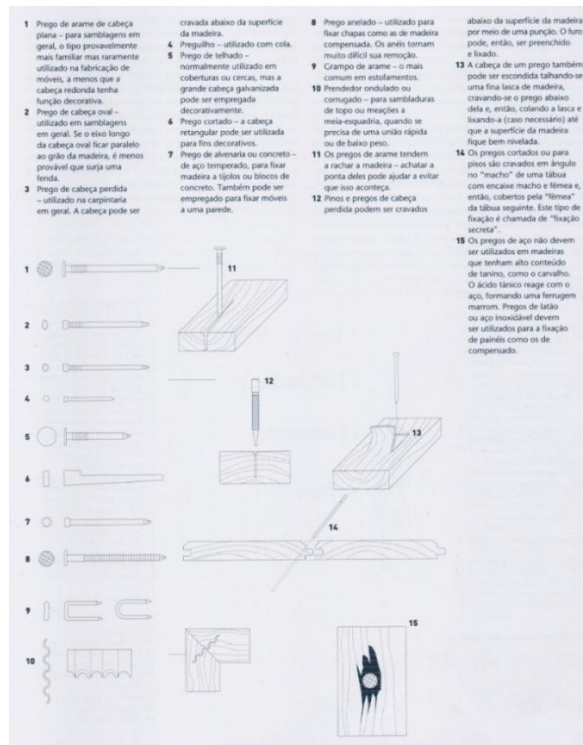 1 Prego de arame de cabeça
plana – para samblagens em
geral, o tipo provavelmente
mais familiar mas raramente
utilizado na fabricação de
móveis, a menos que a
cabeça redonda tenha
função decorativa.
2 Prego de cabeça oval –
utilizado em samblagens
em geral. Se o eixo longo
da cabeça oval ficar paralelo
ao grão da madeira, é menos
provável que surja uma
fenda.
3 Prego de cabeça perdida
– utilizado na carpintaria
em geral. A cabeça pode ser
cravada abaixo da superfície
da madeira.
4 Preguilho – utilizado com cola.
5 Prego de telhado –
normalmente utilizado em
coberturas ou cercas, mas a
grande cabeça galvanizada
pode ser empregada
decorativamente.
6 Prego cortado – a cabeça
retangular pode ser utilizada
para fins decorativos.
7 Prego de alvenaria ou concreto –
de aço temperado, para fixar
madeira a tijolos ou blocos de
concreto. Também pode ser
empregado para fixar móveis
a uma parede.
8 Prego anelado – utilizado para
fixar chapas como as de madeira
compensada. Os anéis tornam
muito difícil sua remoção.
9 Grampo de arame – o mais
comum em estofamentos.
10 Prendedor ondulado ou
corrugado – para sambladuras
de topo ou meações a
meia-esquadria, quando se
precisa de uma união rápida
ou de baixo peso.
11 Os pregos de arame tendem
a rachar a madeira – achatar a
ponta deles pode ajudar a evitar
que isso aconteça.
12 Pinos e pregos de cabeça
perdida podem ser cravados
abaixo da superfície da madeira
por meio de uma punção. O furo
pode, então, ser preenchido
e lixado.
13 A cabeça de um prego também
pode ser escondida talhando-se
uma fina lasca de madeira,
cravando-se o prego abaixo
dela e, então, colando a lasca e
lixando-a (caso necessário) até
que a superfície da madeira
fique bem nivelada.
14 Os pregos cortados ou para
pisos são cravados em ângulo
no "macho" de uma tábua
com encaixe macho e fêmea e,
então, cobertos pela "fêmea"
da tábua seguinte. Este tipo de
fixação é chamada de "fixação
secreta".
15 Os pregos de aço não devem
ser utilizados em madeiras
que tenham alto conteúdo
de tanino, como o carvalho.
O ácido tânico reage com o
aço, formando uma ferrugem
marrom. Pregos de latão
ou aço inoxidável devem
ser utilizados para a fixação
de painéis como os de
compensado.
1
2
3
4
5
6
7
8
9
10
11
12
13
14
15